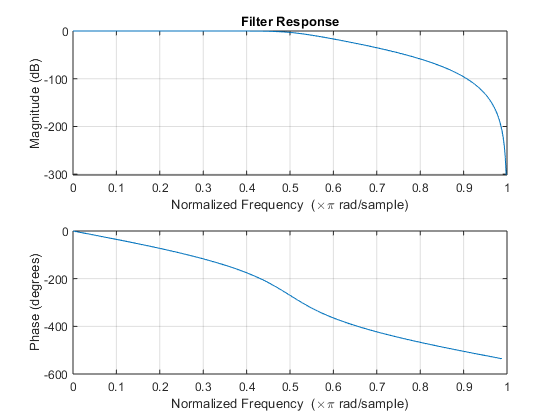 Filter Response
Magnitude (dB)
0
-100
-200
-300
0 0.1 0.2 0.3 0.4 0.5 0.6 0.7 0.8 0.9 1
Normalized Frequency (×π rad/sample)
Phase (degrees)
0
-200
-400
-600
0 0.1 0.2 0.3 0.4 0.5 0.6 0.7 0.8 0.9 1
Normalized Frequency (×π rad/sample)